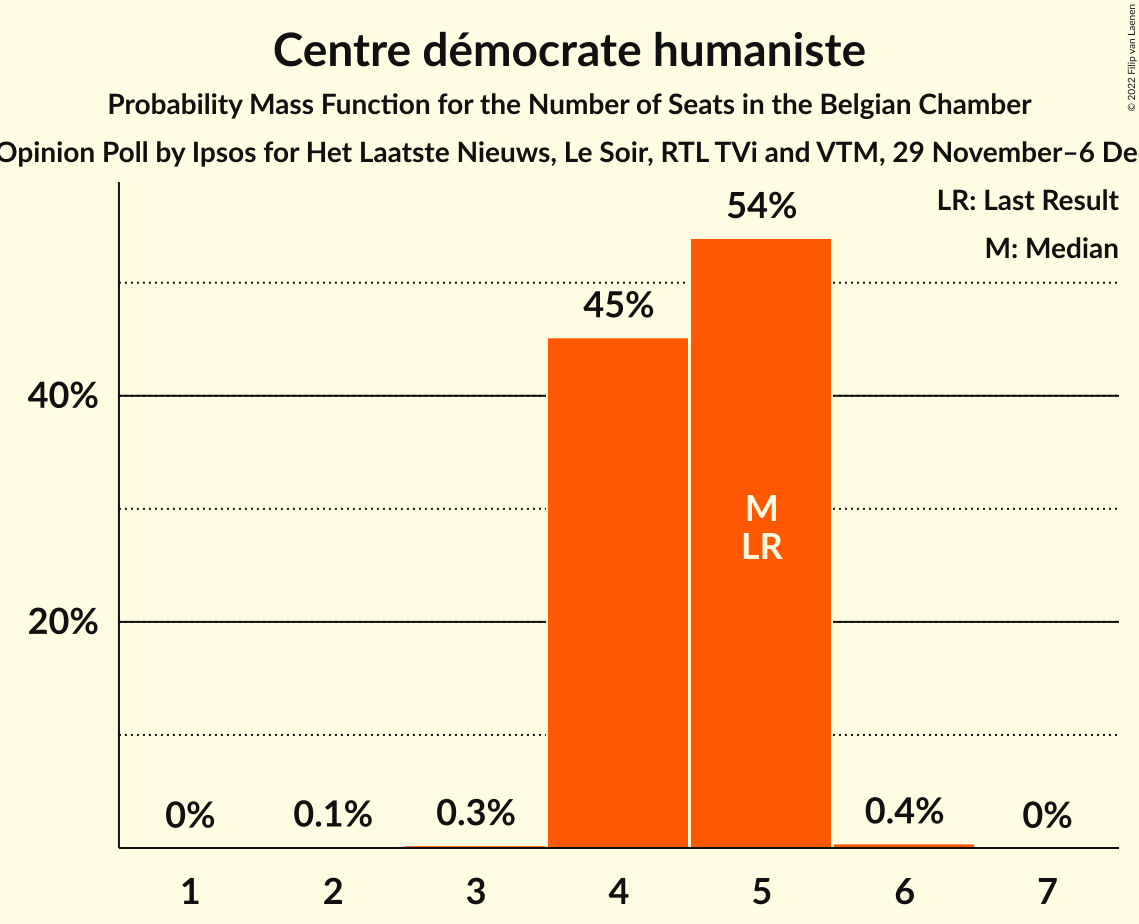 Centre démocrate humaniste
Probability Mass Function for the Number of Seats in the Belgian Chamber
Opinion Poll by Ipsos for Het Laatste Nieuws, Le Soir, RTL TVi and VTM, 29 November–6 De
© 2022 Filip van Laenen
LR: Last Result
M: Median
54%
45%
40%
M
LR
20%
0%
0.1%
0.3%
0.4%
0%
1 2 3 4 5 6 7